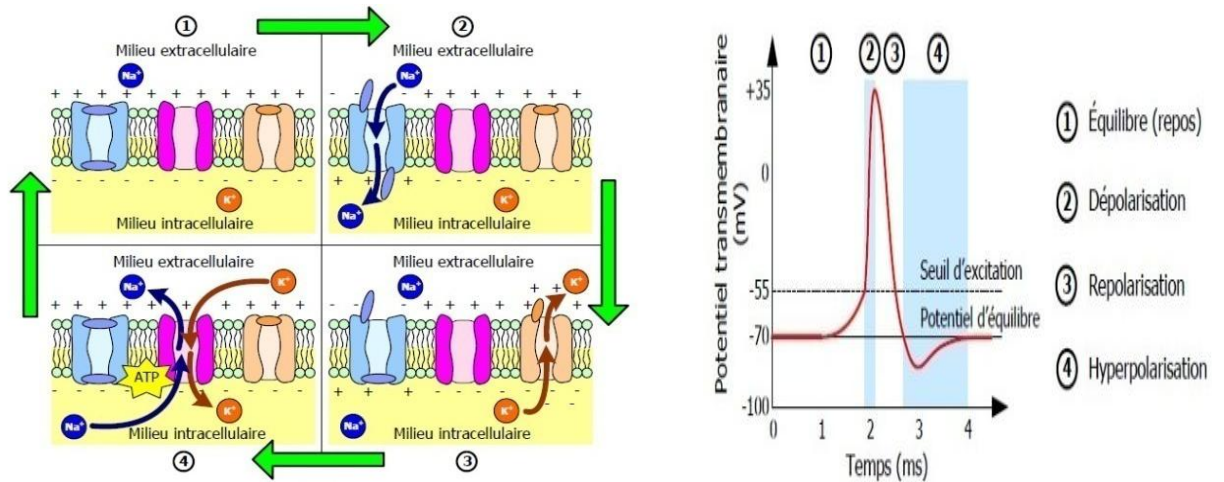 ①
②
Milieu extracellulaire
Milieu extracellulaire
Na⁺
Na⁺
+ + + + + + + + +
- - - - - - - -
K⁺
Na⁺
K⁺
Milieu intracellulaire
Milieu intracellulaire
Milieu extracellulaire
Milieu extracellulaire
Na⁺
K⁺
K⁺
ATP
Na⁺
K⁺
Na⁺
K⁺
Milieu intracellulaire
Milieu intracellulaire
④
③
① ② ③ ④
Potentiel transmembranaire
(mV)
+35
0
-55
-70
-100
Seuil d'excitation
Potentiel d'équilibre
0 1 2 3 4
Temps (ms)
① Équilibre (repos)
② Dépolarisation
③ Repolarisation
④ Hyperpolarisation